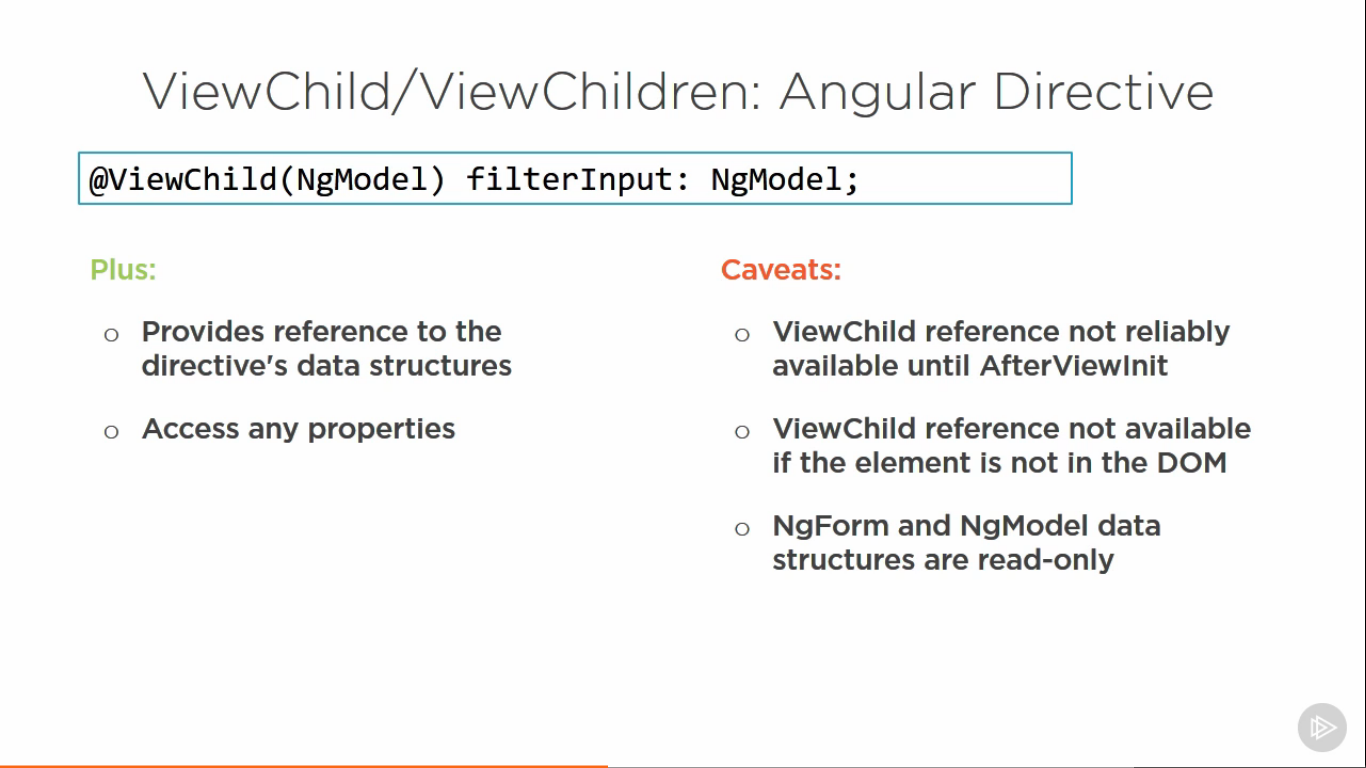 ViewChild/ViewChildren: Angular Directive
@ViewChild(NgModel) filterInput: NgModel;
Plus:
o Provides reference to the
directive's data structures
o Access any properties
Caveats:
o ViewChild reference not reliably
available until AfterViewInit
o ViewChild reference not available
if the element is not in the DOM
o NgForm and NgModel data
structures are read-only